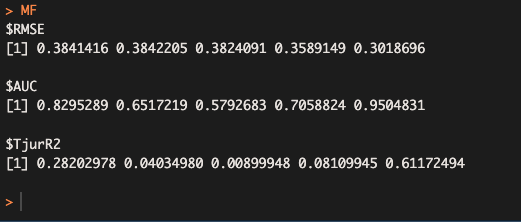 > MF
$RMSE
[1] 0.3841416 0.3842205 0.3824091 0.3589149 0.3018696
$AUC
[1] 0.8295289 0.6517219 0.5792683 0.7058824 0.9504831
$TjurR2
[1] 0.28202978 0.04034980 0.00899948 0.08109945 0.61172494
>